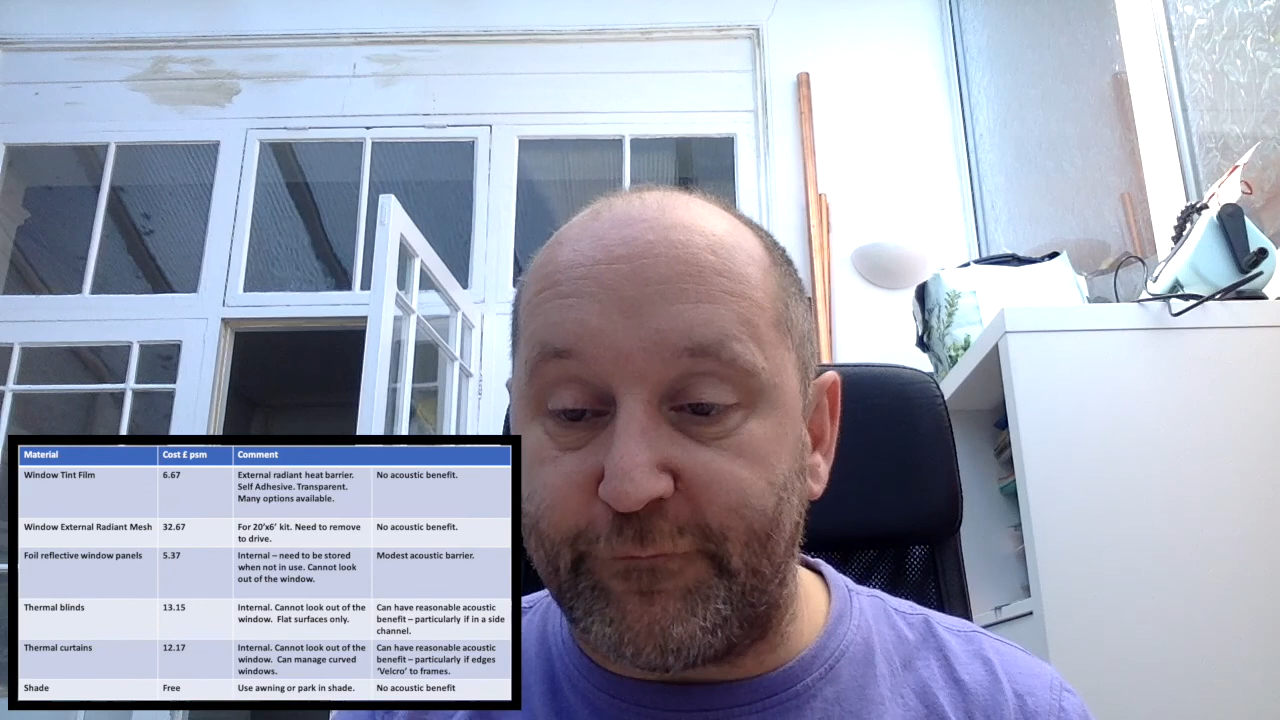 Material Cost £ psm Comment
Window Tint Film 6.67 External radiant heat barrier. No acoustic benefit.
Self Adhesive. Transparent.
Many options available.
Window External Radiant Mesh 32.67 For 20'x6' kit. Need to remove No acoustic benefit.
to drive.
Foil reflective window panels 5.37 Internal – need to be stored Modest acoustic barrier.
when not in use. Cannot look
out of the window.
Thermal blinds 13.15 Internal. Cannot look out of the Can have reasonable acoustic
window. Flat surfaces only. benefit – particularly if in a side
channel.
Thermal curtains 12.17 Internal. Cannot look out of the Can have reasonable acoustic
window. Can manage curved benefit – particularly if edges
windows. 'Velcro' to frames.
Shade Free Use awning or park in shade. No acoustic benefit